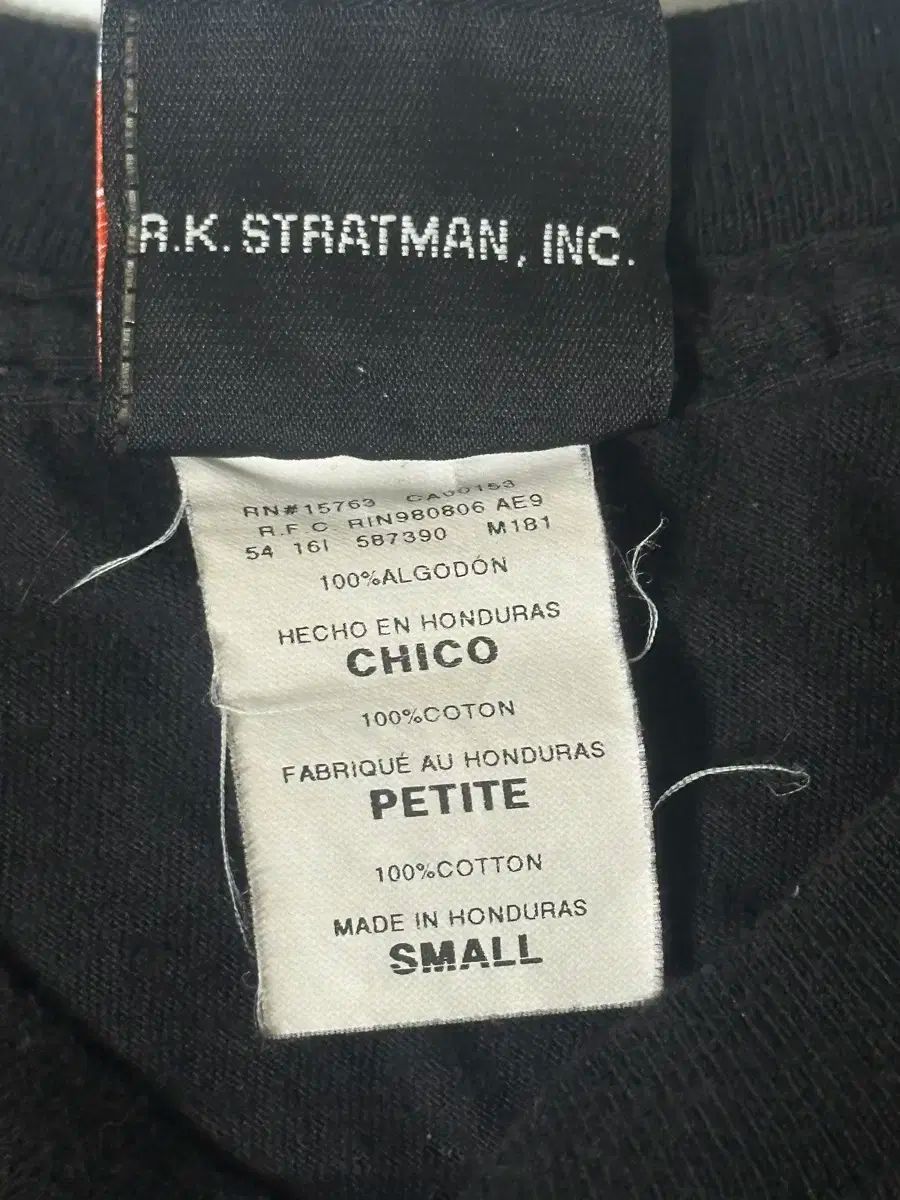 R.K. STRATMAN, INC.
RN#15763 CA00153
R.F C RIN980806 AE9
54 16I 587390 M181
100%ALGODÓN
HECHO EN HONDURAS
CHICO
100%COTON
FABRIQUÉ AU HONDURAS
PETITE
100%COTTON
MADE IN HONDURAS
SMALL